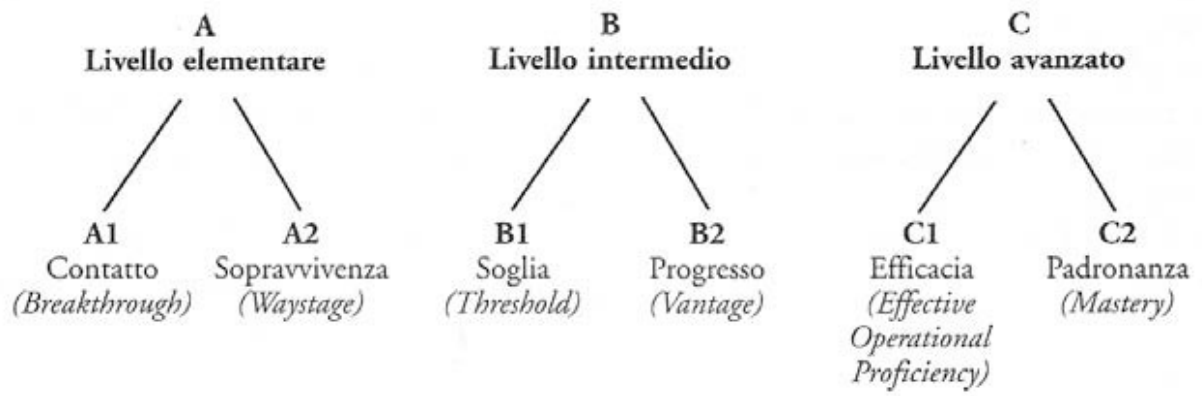 A
Livello elementare
B
Livello intermedio
C
Livello avanzato
A1
Contatto
(Breakthrough)
A2
Sopravvivenza
(Waystage)
B1
Soglia
(Threshold)
B2
Progresso
(Vantage)
C1
Efficacia
(Effective
Operational
Proficiency)
C2
Padronanza
(Mastery)